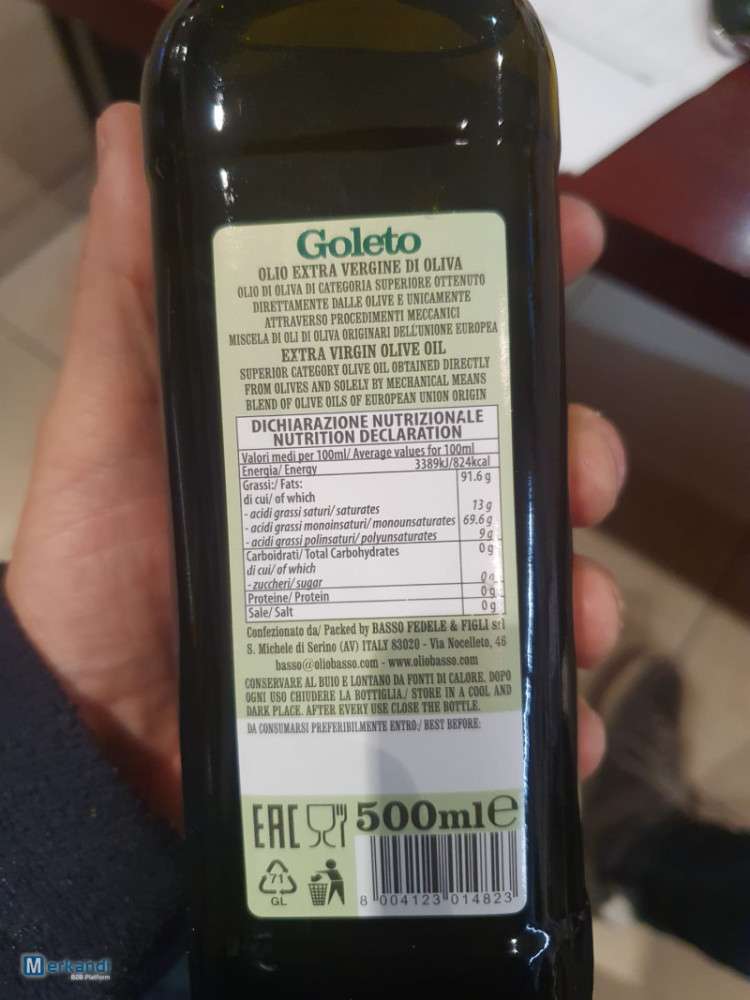 Goleto
OLIO EXTRA VERGINE DI OLIVA
OLIO DI OLIVA DI CATEGORIA SUPERIORE OTTENUTO
DIRETTAMENTE DALLE OLIVE E UNICAMENTE
ATTRAVERSO PROCEDIMENTI MECCANICI
MISCELA DI OLI DI OLIVA ORIGINARI DELL'UNIONE EUROPEA
EXTRA VIRGIN OLIVE OIL
SUPERIOR CATEGORY OLIVE OIL OBTAINED DIRECTLY
FROM OLIVES AND SOLELY BY MECHANICAL MEANS
BLEND OF OLIVE OILS OF EUROPEAN UNION ORIGIN
DICHIARAZIONE NUTRIZIONALE
NUTRITION DECLARATION
Valori medi per 100ml/ Average values for 100ml
Energia/ Energy 3389kJ/824kcal
Grassi:/ Fats: 91.6 g
di cui/ of which
- acidi grassi saturi/ saturates 13 g
- acidi grassi monoinsaturi/ monounsaturates 69.6 g
- acidi grassi polinsaturi/ polyunsaturates 9 g
Carboidrati/ Total Carbohydrates 0 g
di cui/ of which
- zuccheri/ sugar 0 g
Proteine/ Protein 0 g
Sale/ Salt 0 g
Confezionato da/ Packed by BASSO FEDELE & FIGLI srl
S. Michele di Serino (AV) ITALY 83020 - Via Nocelleto, 46
basso@oliobasso.com - www.oliobasso.com
CONSERVARE AL BUIO E LONTANO DA FONTI DI CALORE. DOPO
OGNI USO CHIUDERE LA BOTTIGLIA./ STORE IN A COOL AND
DARK PLACE. AFTER EVERY USE CLOSE THE BOTTLE.
DA CONSUMARSI PREFERIBILMENTE ENTRO:/ BEST BEFORE:
EAC 500ml e
71
GL
8 004123 014823
Merkandi
B2B Platform